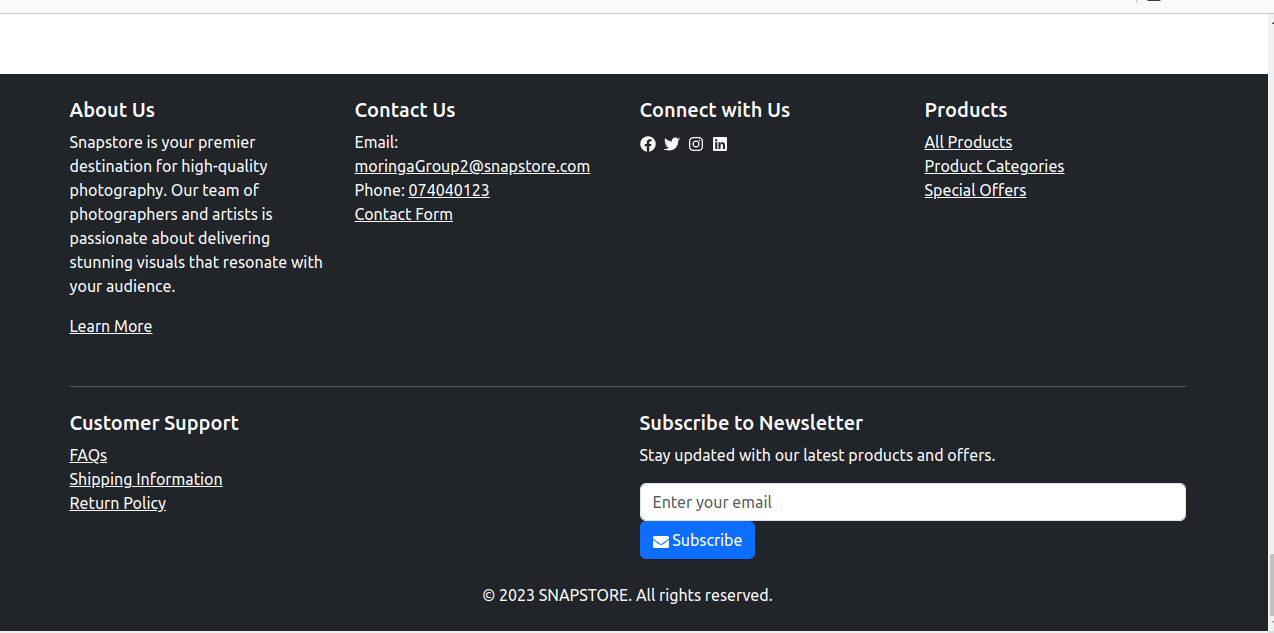 About Us
Snapstore is your premier
destination for high-quality
photography. Our team of
photographers and artists is
passionate about delivering
stunning visuals that resonate with
your audience.
Learn More
Contact Us
Email:
moringaGroup2@snapstore.com
Phone: 074040123
Contact Form
Connect with Us
Products
All Products
Product Categories
Special Offers
Customer Support
FAQs
Shipping Information
Return Policy
Subscribe to Newsletter
Stay updated with our latest products and offers.
Enter your email
Subscribe
© 2023 SNAPSTORE. All rights reserved.